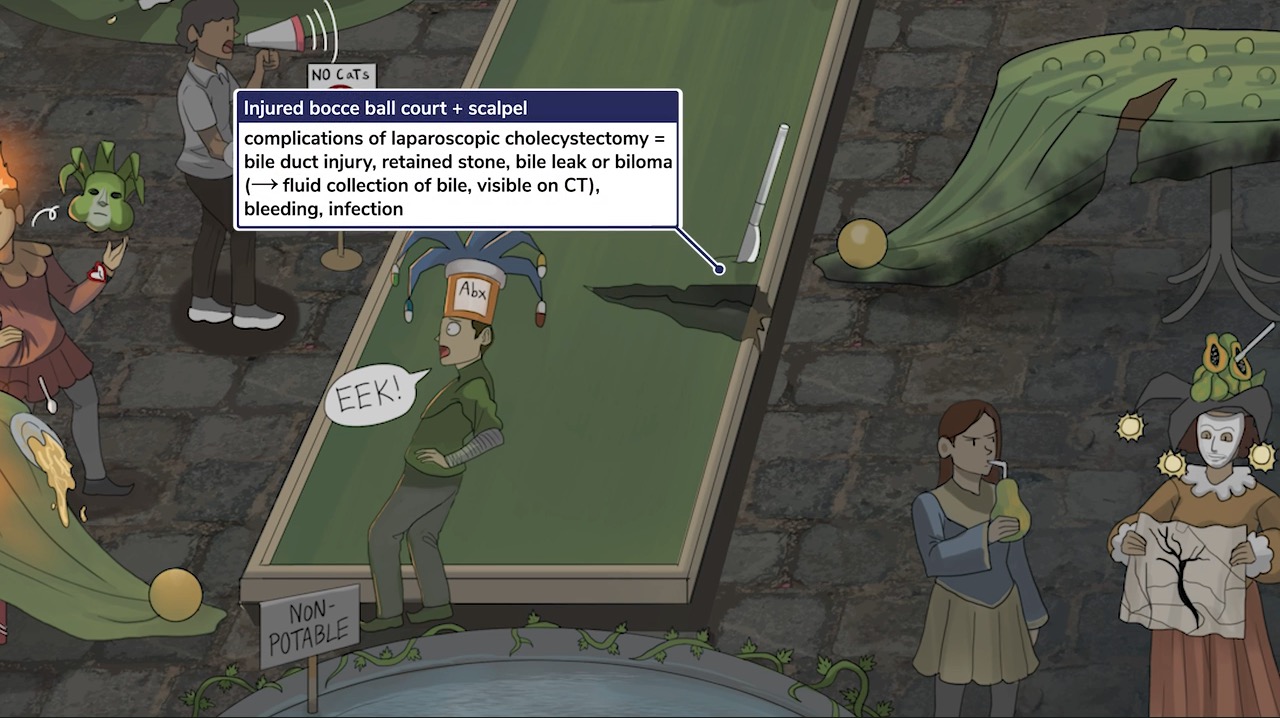 NO CaTs
Injured bocce ball court + scalpel
complications of laparoscopic cholecystectomy =
bile duct injury, retained stone, bile leak or biloma
(⟶ fluid collection of bile, visible on CT),
bleeding, infection
Abx
EEK!
NON-
POTABLE